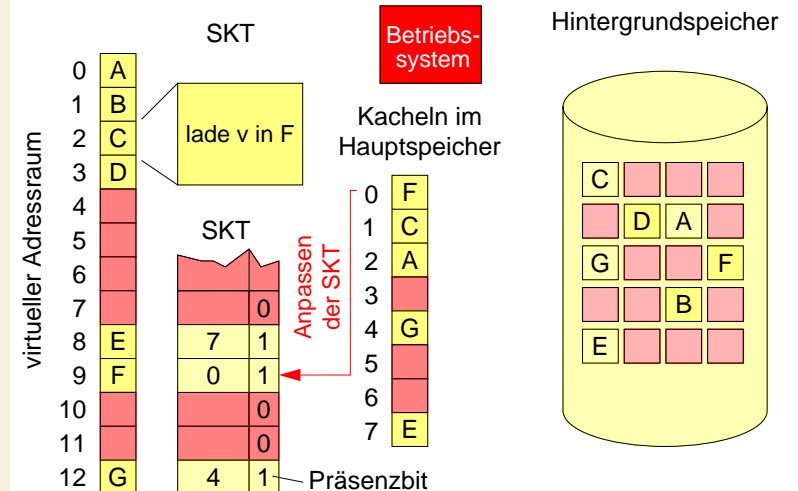 SKT
Betriebs-
system
Hintergrundspeicher
virtueller Adressraum
0 A
1 B
2 C
3 D
4
5
6
7
8 E
9 F
10
11
12 G
lade v in F
SKT
0
7 1
0 1
0
0
4 1
Präsenzbit
Anpassen
der SKT
Kacheln im
Hauptspeicher
0 F
1 C
2 A
3
4 G
5
6
7 E
C
D A
G F
B
E